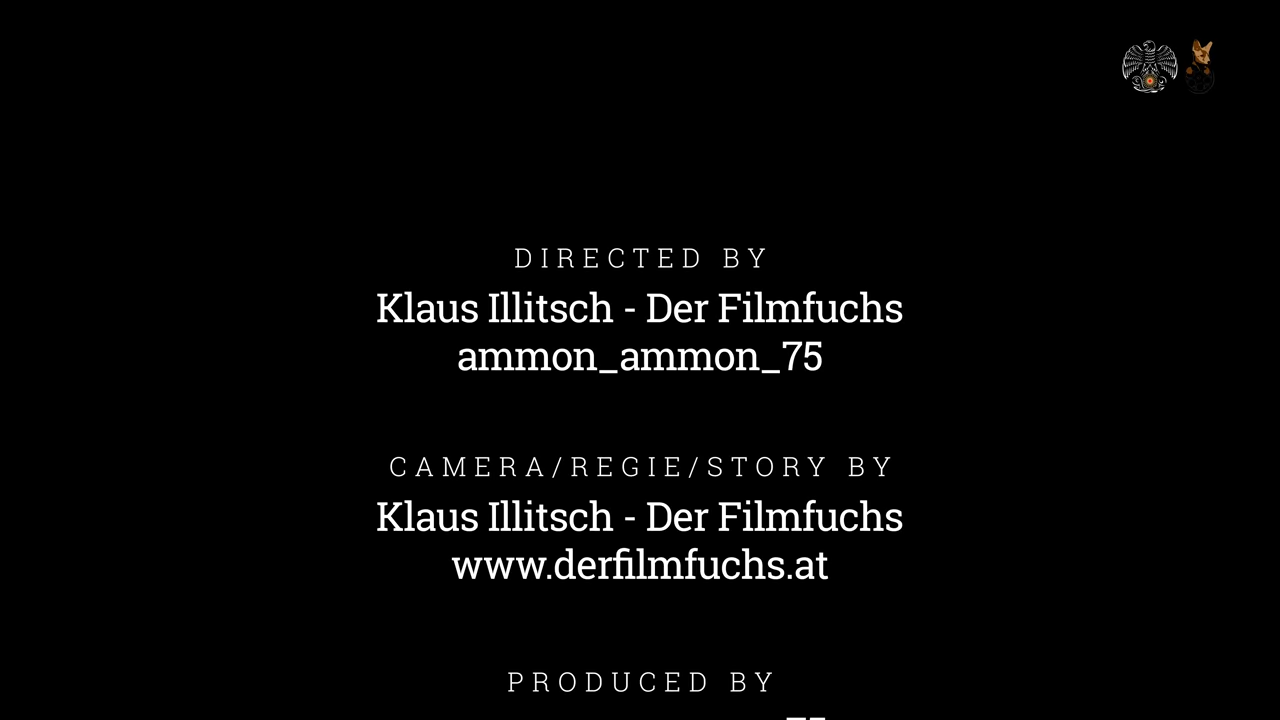 DIRECTED BY
Klaus Illitsch - Der Filmfuchs
ammon_ammon_75
CAMERA/REGIE/STORY BY
Klaus Illitsch - Der Filmfuchs
www.derfilmfuchs.at
PRODUCED BY